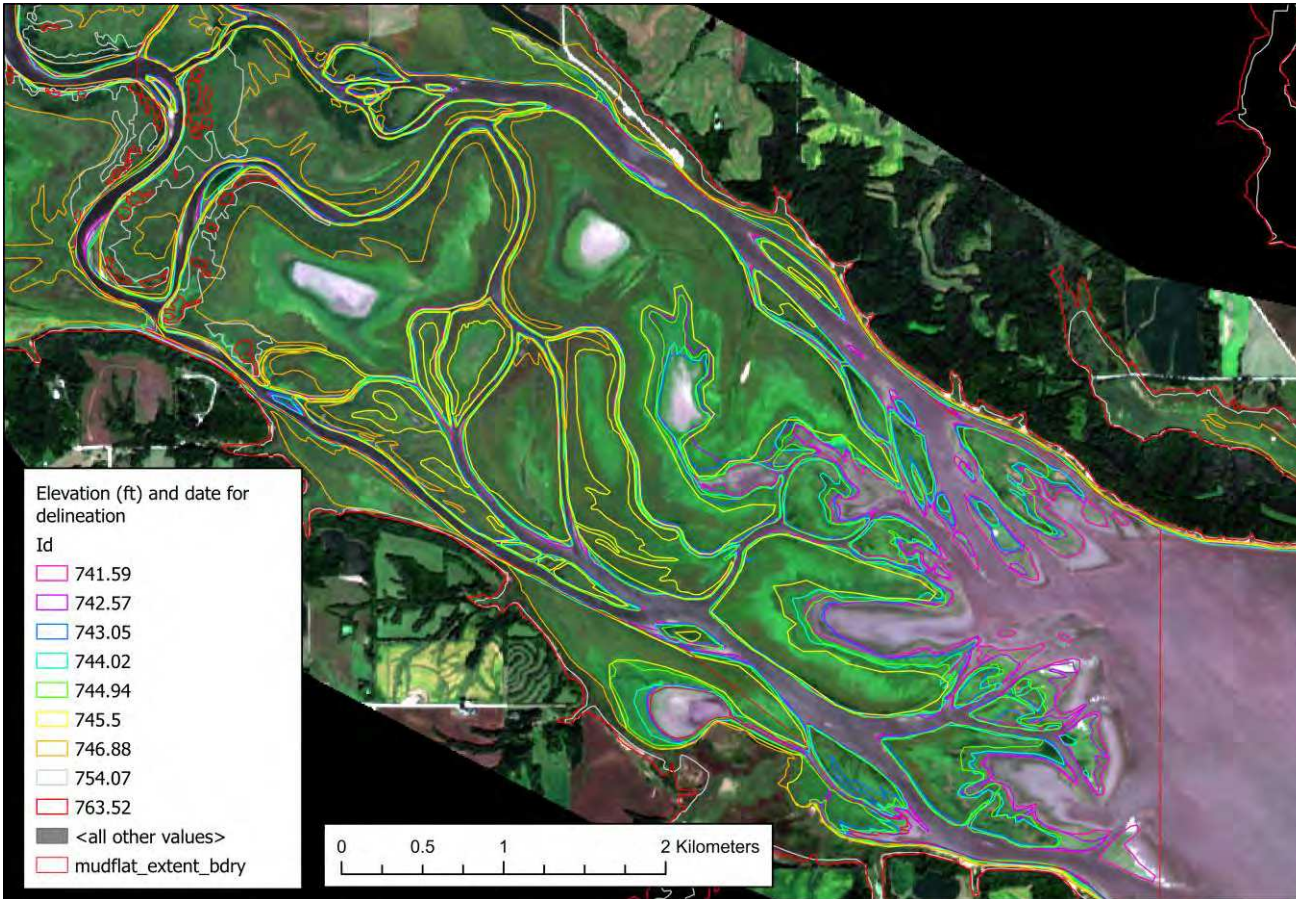 Elevation (ft) and date for
delineation
Id
741.59
742.57
743.05
744.02
744.94
745.5
746.88
754.07
763.52
<all other values>
mudflat_extent_bdry
0 0.5 1 2 Kilometers